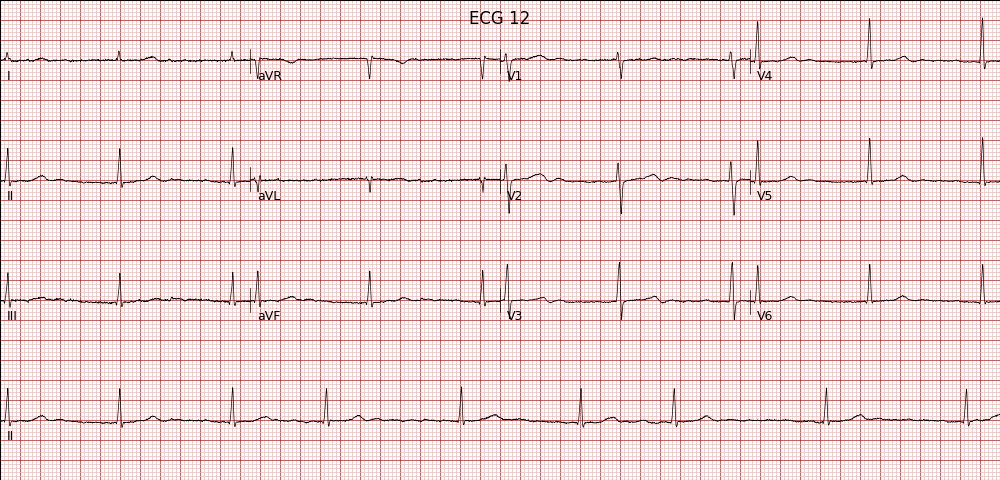 ECG 12
I aVR V1 V4
II aVL V2 V5
III aVF V3 V6
II